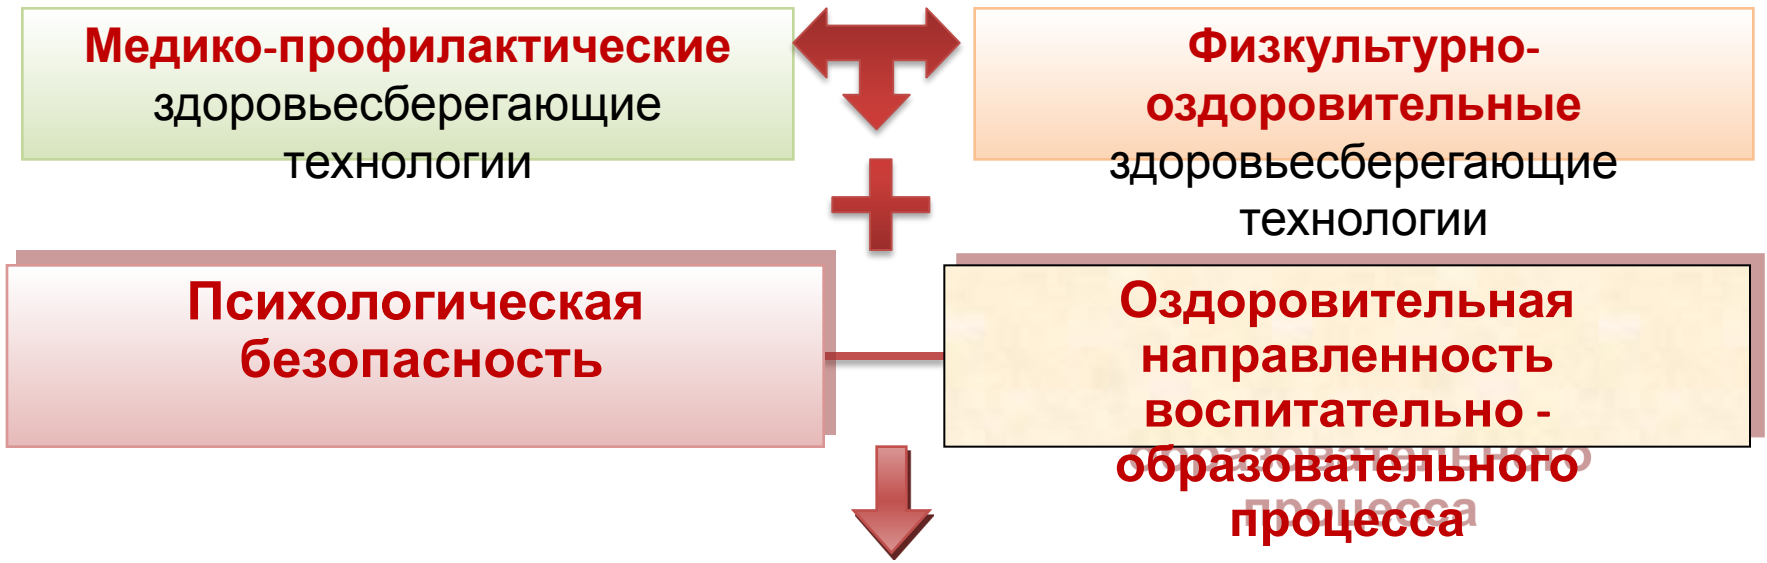 Медико-профилактические
здоровьесберегающие
технологии
Физкультурно-
оздоровительные
здоровьесберегающие
технологии
Психологическая
безопасность
Оздоровительная
направленность
воспитательно -
образовательного
процесса